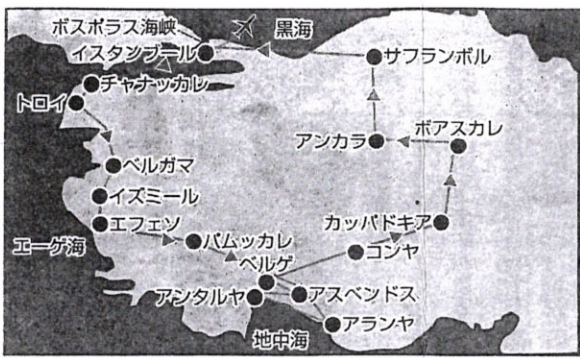 ボスポラス海峡
黒海
イスタンブール
サフランボル
チャナッカレ
トロイ
アンカラ
ボアスカレ
ベルガマ
イズミール
エフェソ
カッパドキア
エーゲ海
パムッカレ
ベルゲ
コンヤ
アンタルヤ
アスベンドス
アランヤ
地中海